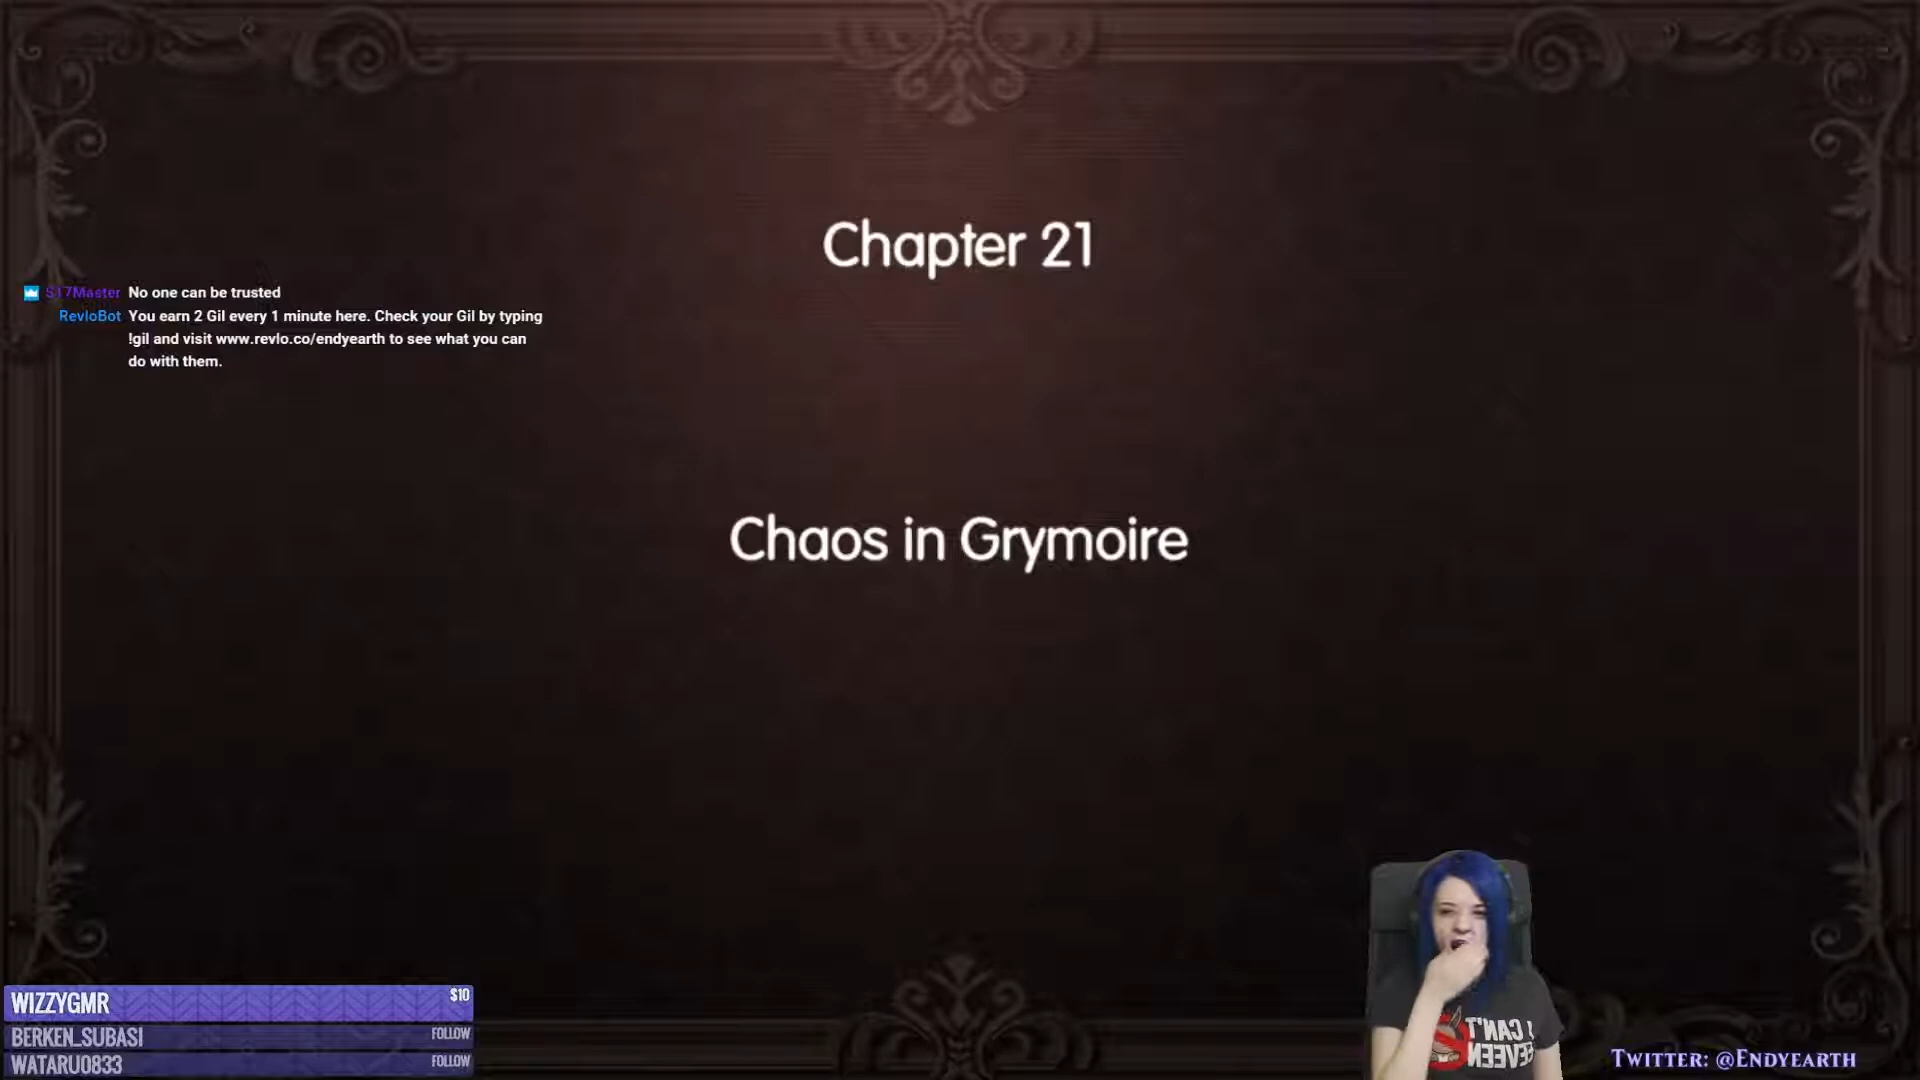 Chapter 21
S17Master No one can be trusted
RevloBot You earn 2 Gil every 1 minute here. Check your Gil by typing
!gil and visit www.revlo.co/endyearth to see what you can
do with them.
Chaos in Grymoire
WIZZYGMR $10
BERKEN_SUBASI FOLLOW
WATARU0833 FOLLOW
I CAN'T
EEVEEN
Twitter: @Endyearth